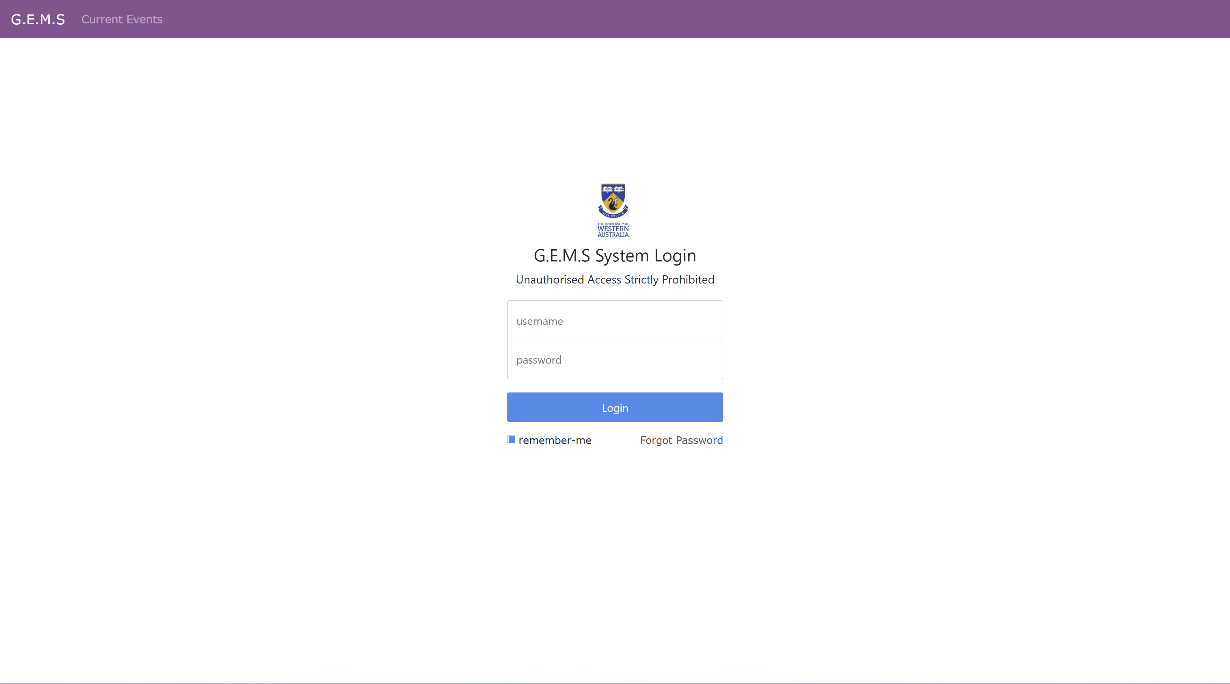 G.E.M.S Current Events
WESTERN
AUSTRALIA
G.E.M.S System Login
Unauthorised Access Strictly Prohibited
username
password
Login
remember-me Forgot Password